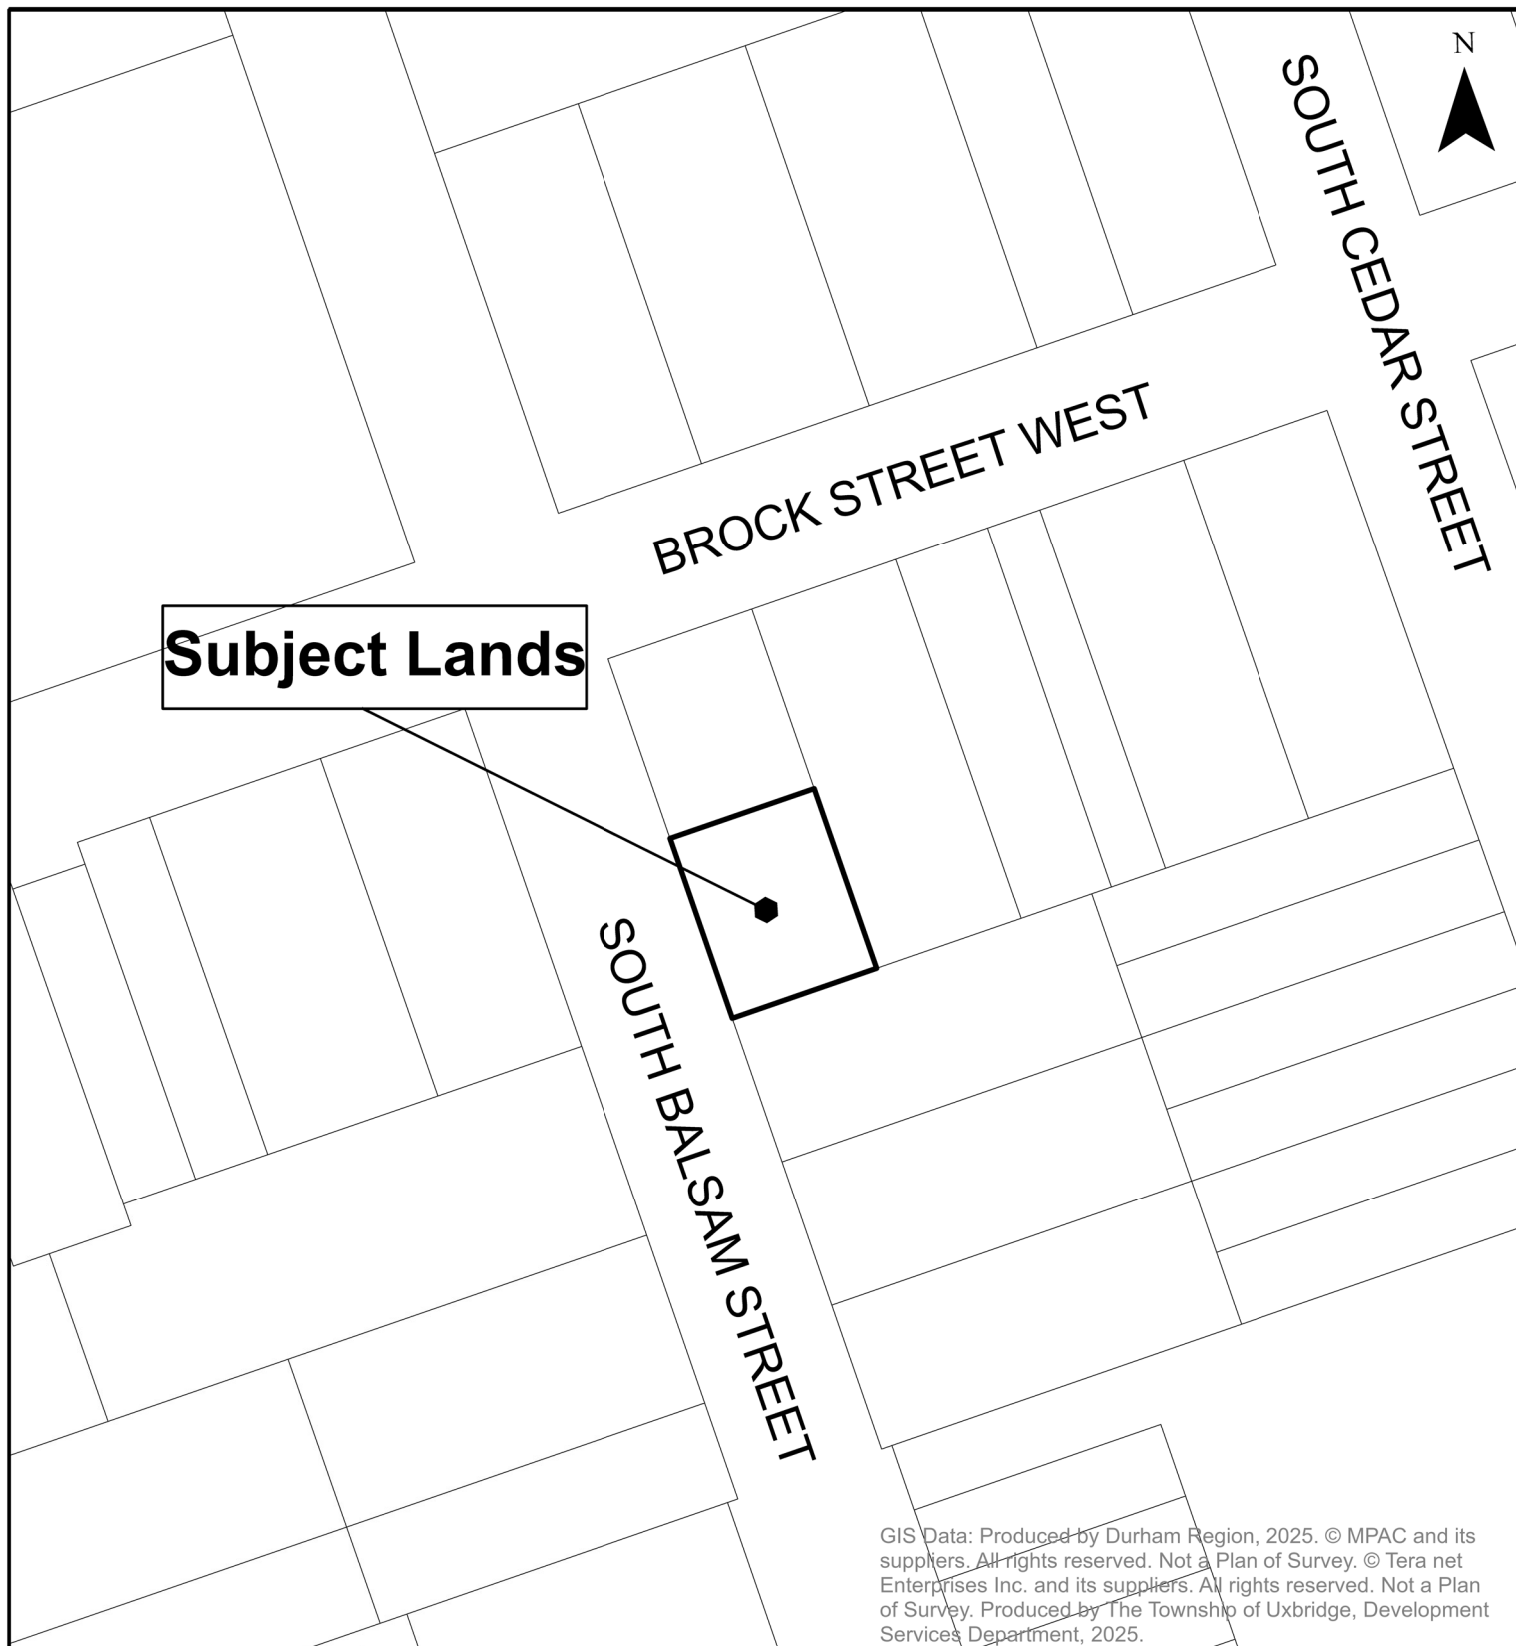 N
SOUTH CEDAR STREET
BROCK STREET WEST
Subject Lands
SOUTH BALSAM STREET
GIS Data: Produced by Durham Region, 2025. © MPAC and its
suppliers. All rights reserved. Not a Plan of Survey. © Tera net
Enterprises Inc. and its suppliers. All rights reserved. Not a Plan
of Survey. Produced by The Township of Uxbridge, Development
Services Department, 2025.